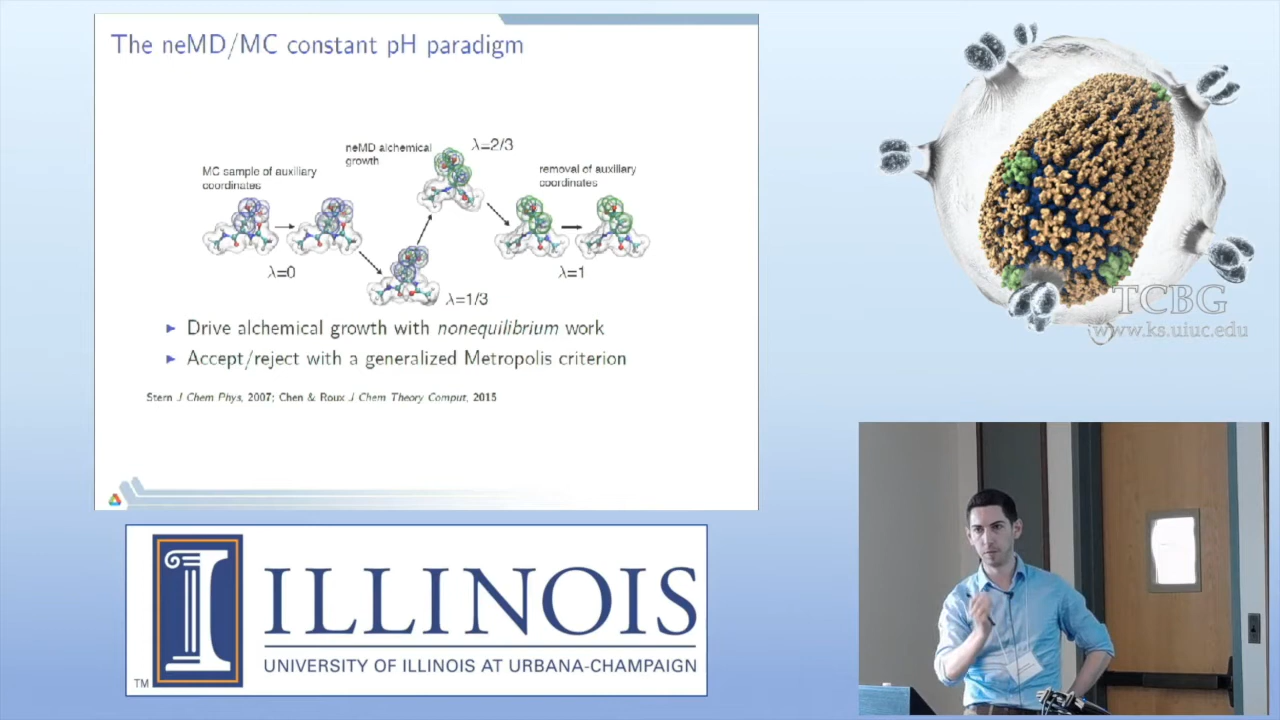 The neMD/MC constant pH paradigm
neMD alchemical
growth
λ=2/3
MC sample of auxiliary
coordinates
removal of auxiliary
coordinates
λ=0
λ=1
λ=1/3
Drive alchemical growth with nonequilibrium work
Accept/reject with a generalized Metropolis criterion
Stern J Chem Phys, 2007; Chen & Roux J Chem Theory Comput, 2015
TCBG
www.ks.uiuc.edu
ILLINOIS
UNIVERSITY OF ILLINOIS AT URBANA-CHAMPAIGN
TM